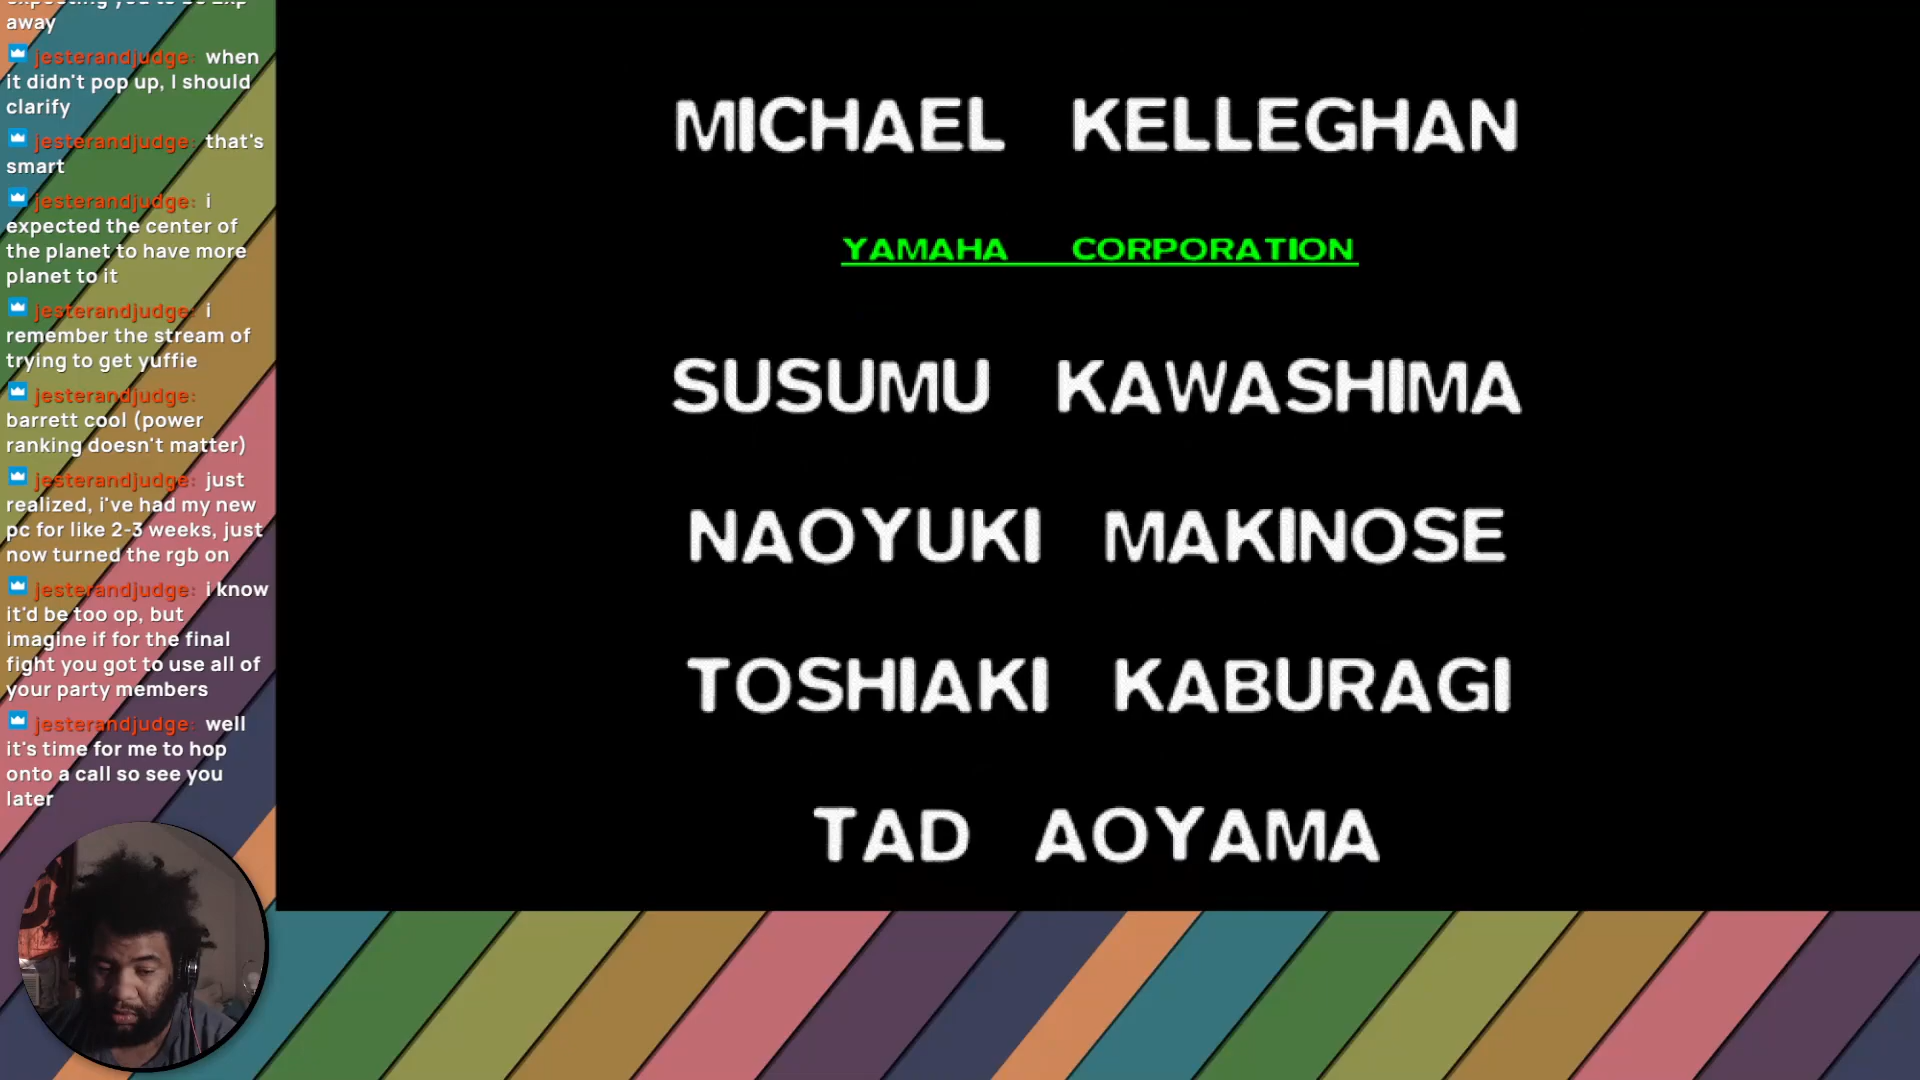 away
jesterandjudge: when
it didn't pop up, I should
clarify
jesterandjudge: that's
smart
jesterandjudge: i
expected the center of
the planet to have more
planet to it
jesterandjudge: i
remember the stream of
trying to get yuffie
jesterandjudge:
barrett cool (power
ranking doesn't matter)
jesterandjudge: just
realized, i've had my new
pc for like 2-3 weeks, just
now turned the rgb on
jesterandjudge: i know
it'd be too op, but
imagine if for the final
fight you got to use all of
your party members
jesterandjudge: well
it's time for me to hop
onto a call so see you
later
MICHAEL KELLEGHAN
YAMAHA CORPORATION
SUSUMU KAWASHIMA
NAOYUKI MAKINOSE
TOSHIAKI KABURAGI
TAD AOYAMA